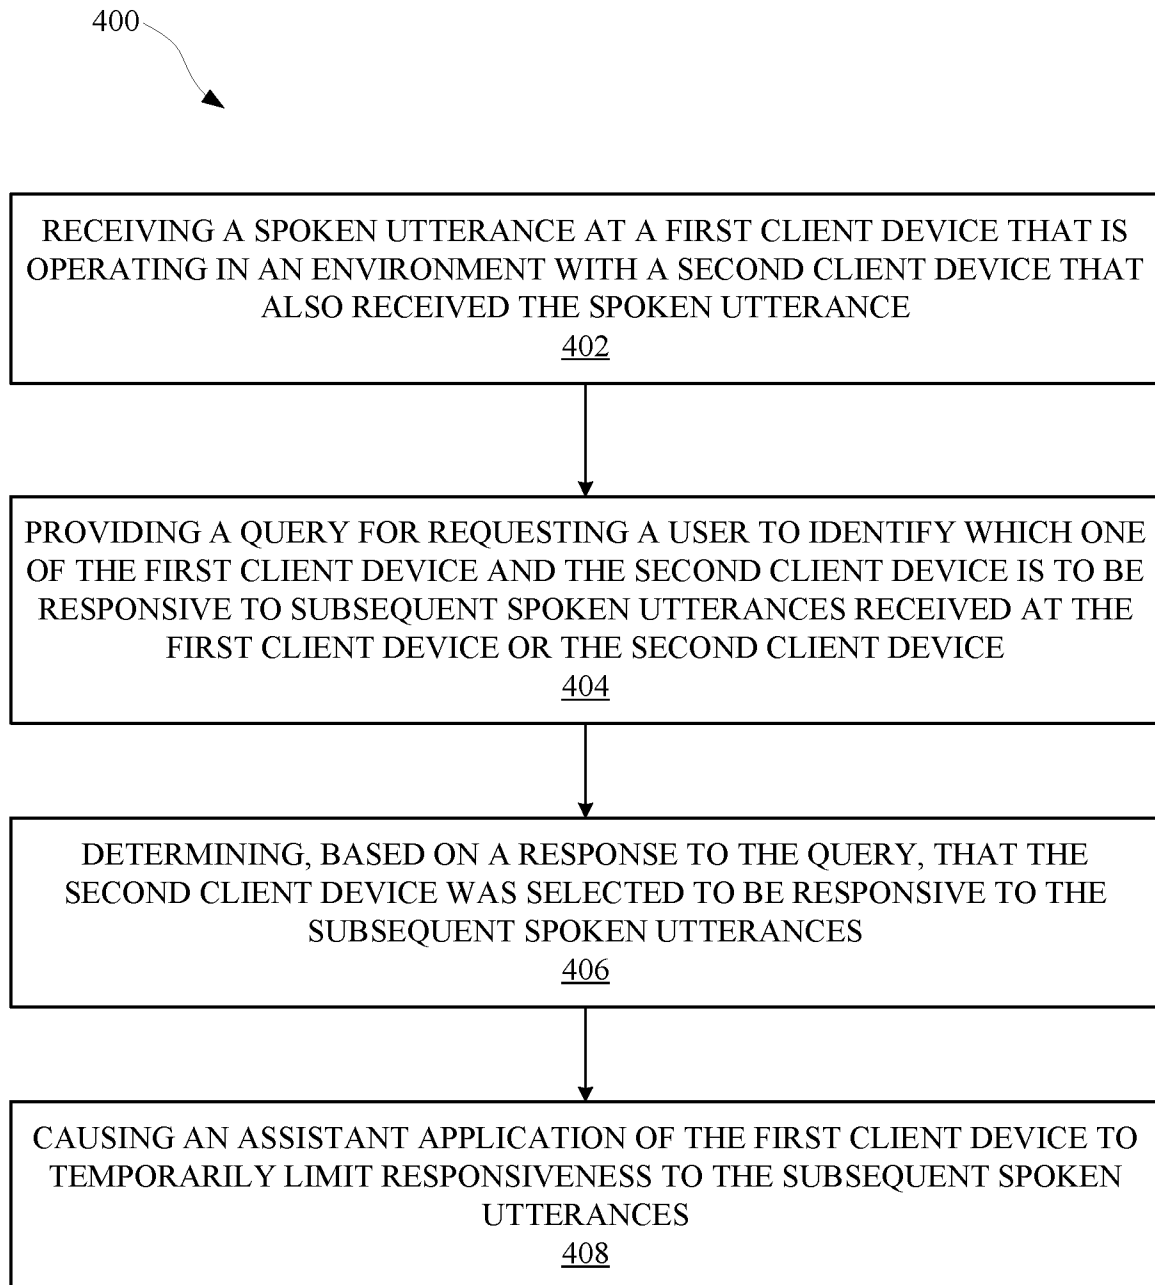 400
RECEIVING A SPOKEN UTTERANCE AT A FIRST CLIENT DEVICE THAT IS
OPERATING IN AN ENVIRONMENT WITH A SECOND CLIENT DEVICE THAT
ALSO RECEIVED THE SPOKEN UTTERANCE
402
PROVIDING A QUERY FOR REQUESTING A USER TO IDENTIFY WHICH ONE
OF THE FIRST CLIENT DEVICE AND THE SECOND CLIENT DEVICE IS TO BE
RESPONSIVE TO SUBSEQUENT SPOKEN UTTERANCES RECEIVED AT THE
FIRST CLIENT DEVICE OR THE SECOND CLIENT DEVICE
404
DETERMINING, BASED ON A RESPONSE TO THE QUERY, THAT THE
SECOND CLIENT DEVICE WAS SELECTED TO BE RESPONSIVE TO THE
SUBSEQUENT SPOKEN UTTERANCES
406
CAUSING AN ASSISTANT APPLICATION OF THE FIRST CLIENT DEVICE TO
TEMPORARILY LIMIT RESPONSIVENESS TO THE SUBSEQUENT SPOKEN
UTTERANCES
408